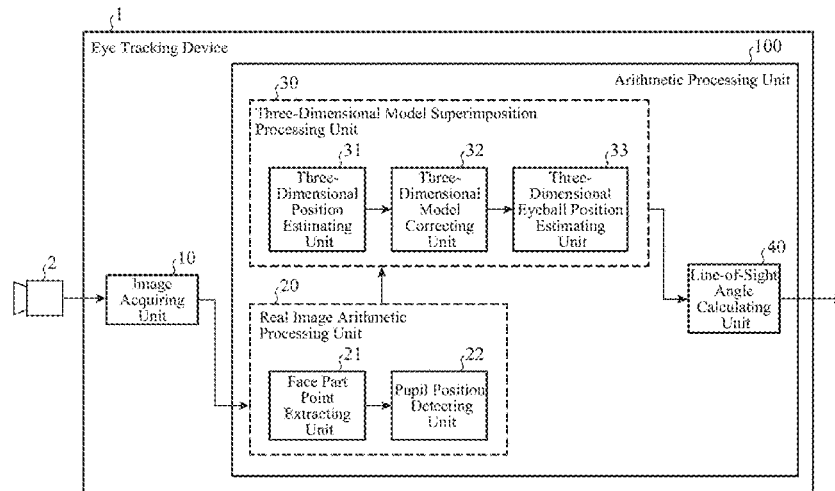 1
Eye Tracking Device
100
Arithmetic Processing Unit
30
Three-Dimensional Model Superimposition
Processing Unit
31
Three-
Dimensional
Position
Estimating
Unit
32
Three-
Dimensional
Model
Correcting
Unit
33
Three-
Dimensional
Eyeball Position
Estimating
Unit
2
10
Image
Acquiring
Unit
20
Real Image Arithmetic
Processing Unit
21
Face Part
Point
Extracting
Unit
22
Pupil Position
Detecting
Unit
40
Line-of-Sight
Angle
Calculating
Unit